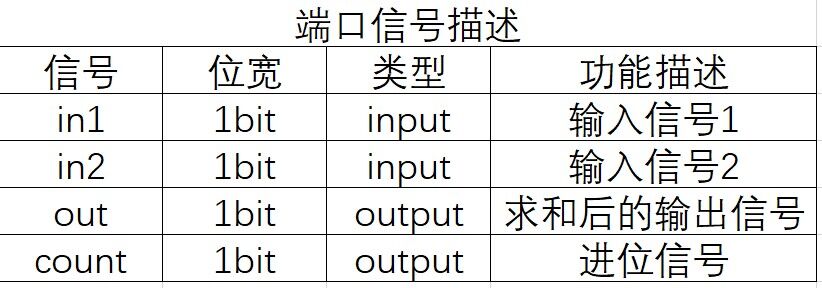 端口信号描述
信号 位宽 类型 功能描述
in1 1bit input 输入信号1
in2 1bit input 输入信号2
out 1bit output 求和后的输出信号
count 1bit output 进位信号